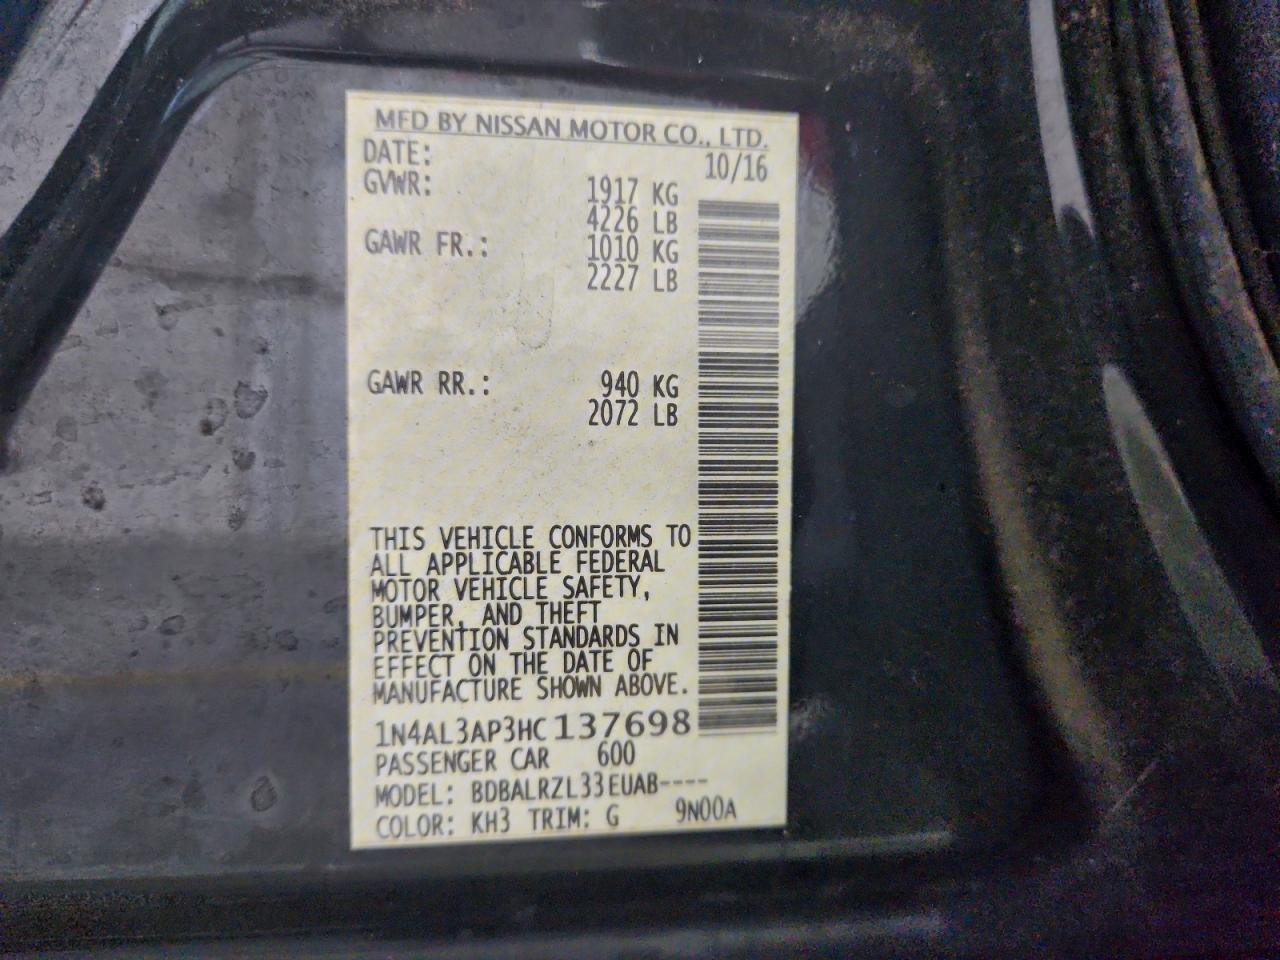 MFD BY NISSAN MOTOR CO., LTD.
DATE: 10/16
GVWR: 1917 KG
4226 LB
GAWR FR.: 1010 KG
2227 LB
GAWR RR.: 940 KG
2072 LB
THIS VEHICLE CONFORMS TO
ALL APPLICABLE FEDERAL
MOTOR VEHICLE SAFETY,
BUMPER, AND THEFT
PREVENTION STANDARDS IN
EFFECT ON THE DATE OF
MANUFACTURE SHOWN ABOVE.
1N4AL3AP3HC137698
PASSENGER CAR 600
MODEL: BDBALRZL33EUAB----
COLOR: KH3 TRIM: G 9N00A